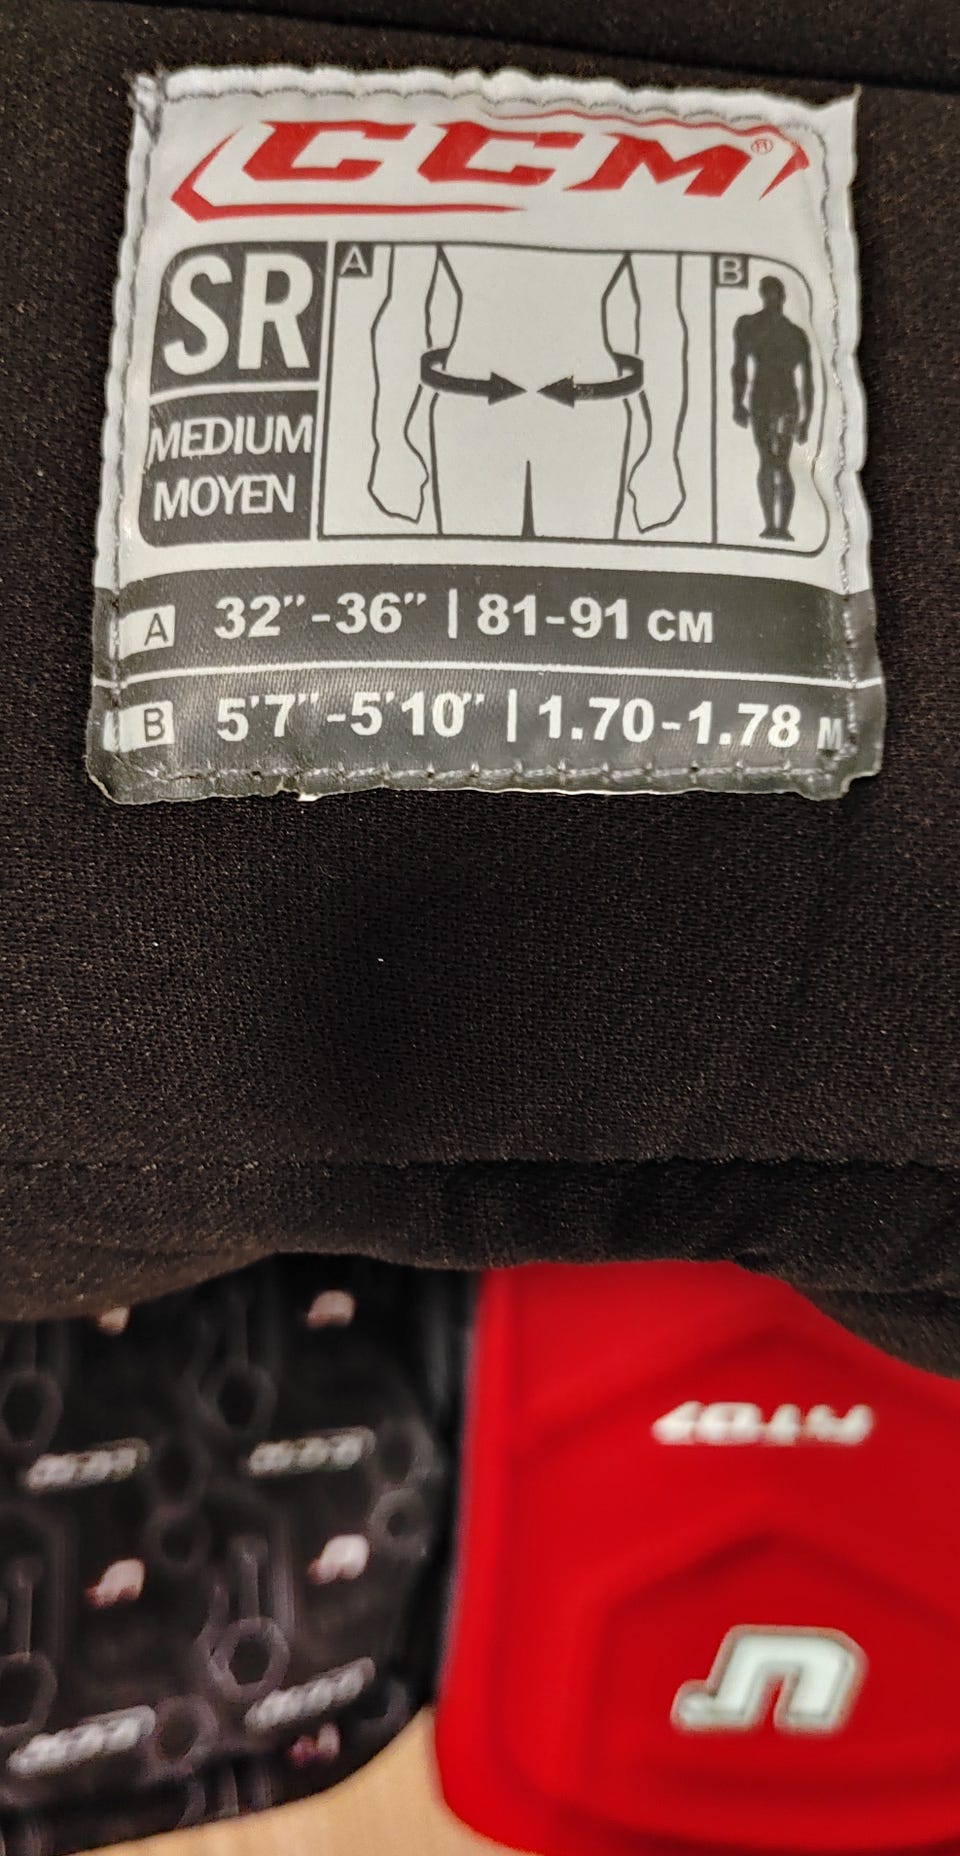 CCM®
SR
MEDIUM
MOYEN
A
B
A 32"-36" | 81-91 CM
B 5'7"-5'10" | 1.70-1.78 M